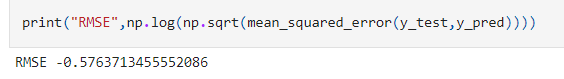 print("RMSE",np.log(np.sqrt(mean_squared_error(y_test,y_pred))))
RMSE -0.5763713455552086